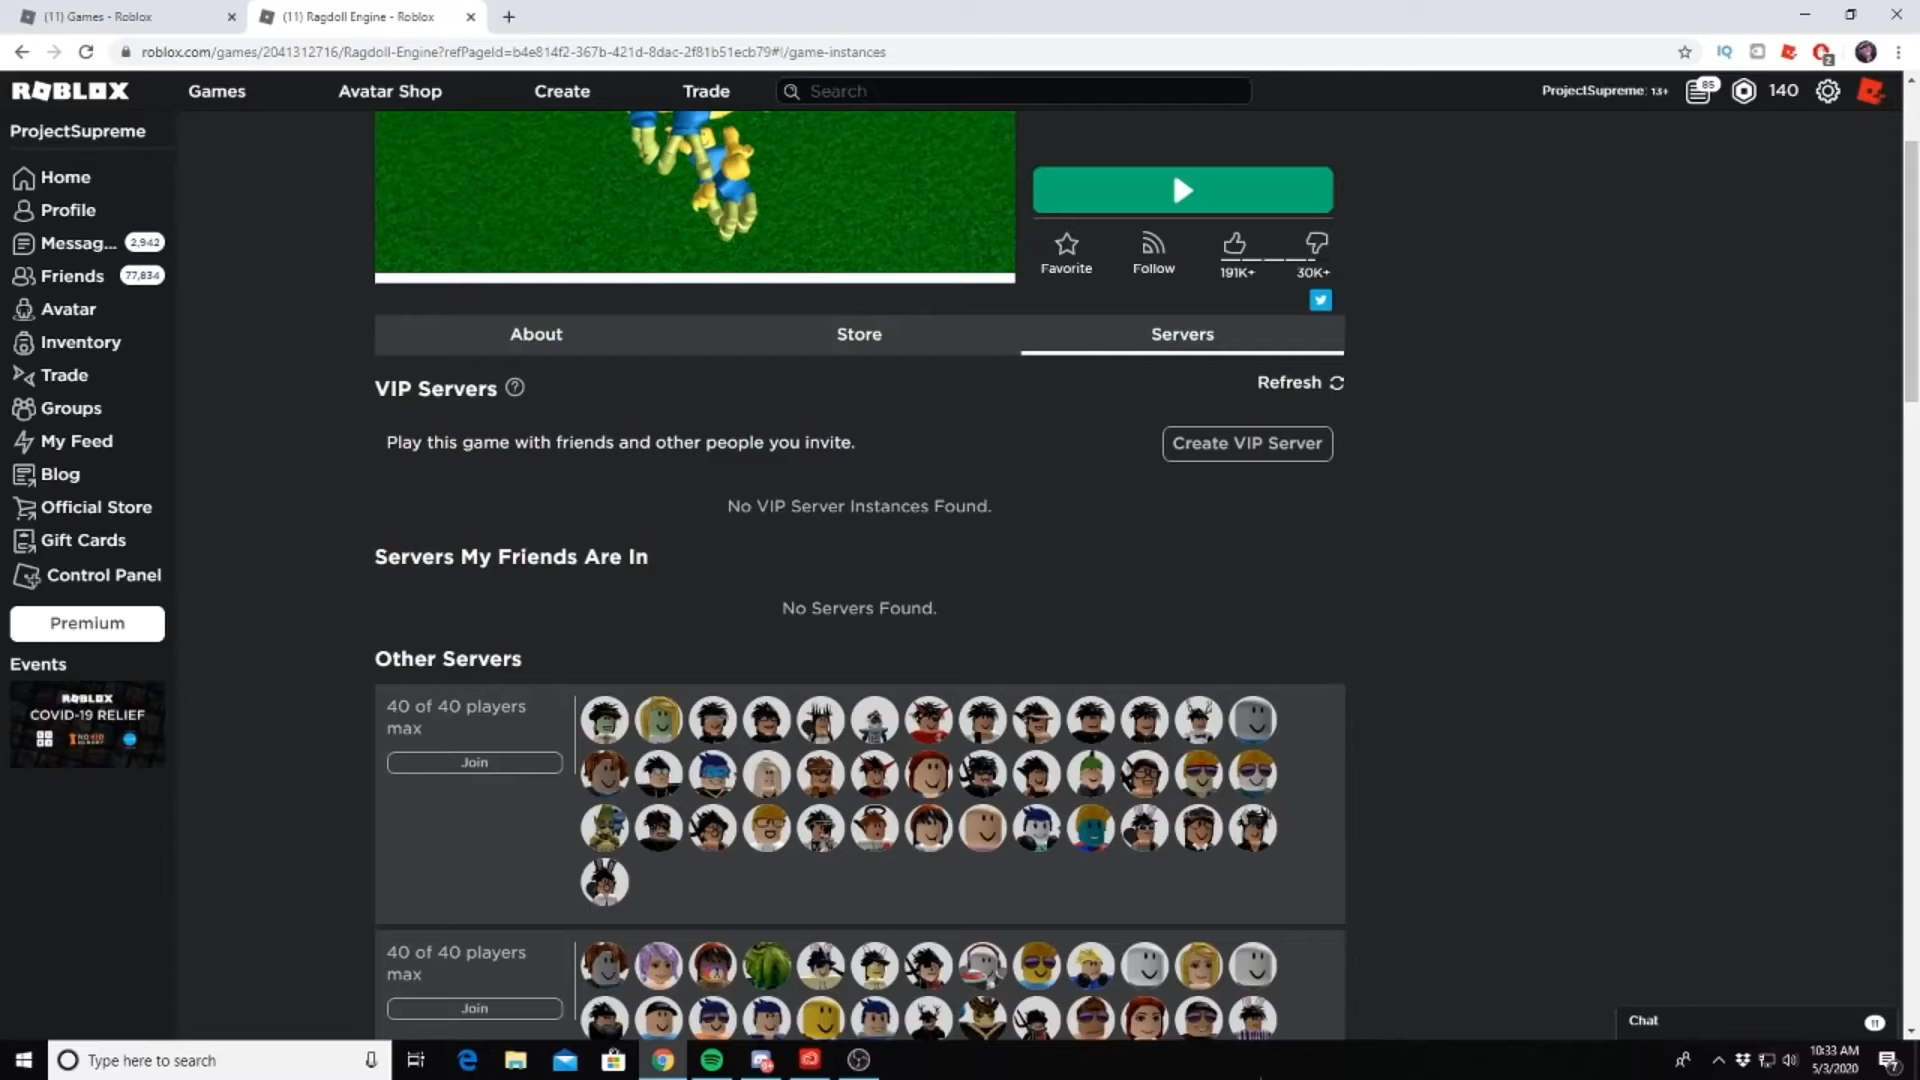 (11) Games - Roblox
(11) Ragdoll Engine - Roblox
roblox.com/games/2041312716/Ragdoll-Engine?refPageId=b4e814f2-367b-421d-8dac-2f81b51ecb79#!/game-instances
IQ
2
ROBLOX
Games
Avatar Shop
Create
Trade
Search
ProjectSupreme: 13+
85
140
ProjectSupreme
Home
Profile
Messag... 2,942
Friends 77,834
Avatar
Inventory
Trade
Groups
My Feed
Blog
Official Store
Gift Cards
Control Panel
Premium
Events
ROBLOX
COVID-19 RELIEF
Favorite
Follow
191K+
30K+
About
Store
Servers
VIP Servers
Refresh
Play this game with friends and other people you invite.
Create VIP Server
No VIP Server Instances Found.
Servers My Friends Are In
No Servers Found.
Other Servers
40 of 40 players
max
Join
40 of 40 players
max
Join
Chat
11
Type here to search
10:33 AM
5/3/2020
7